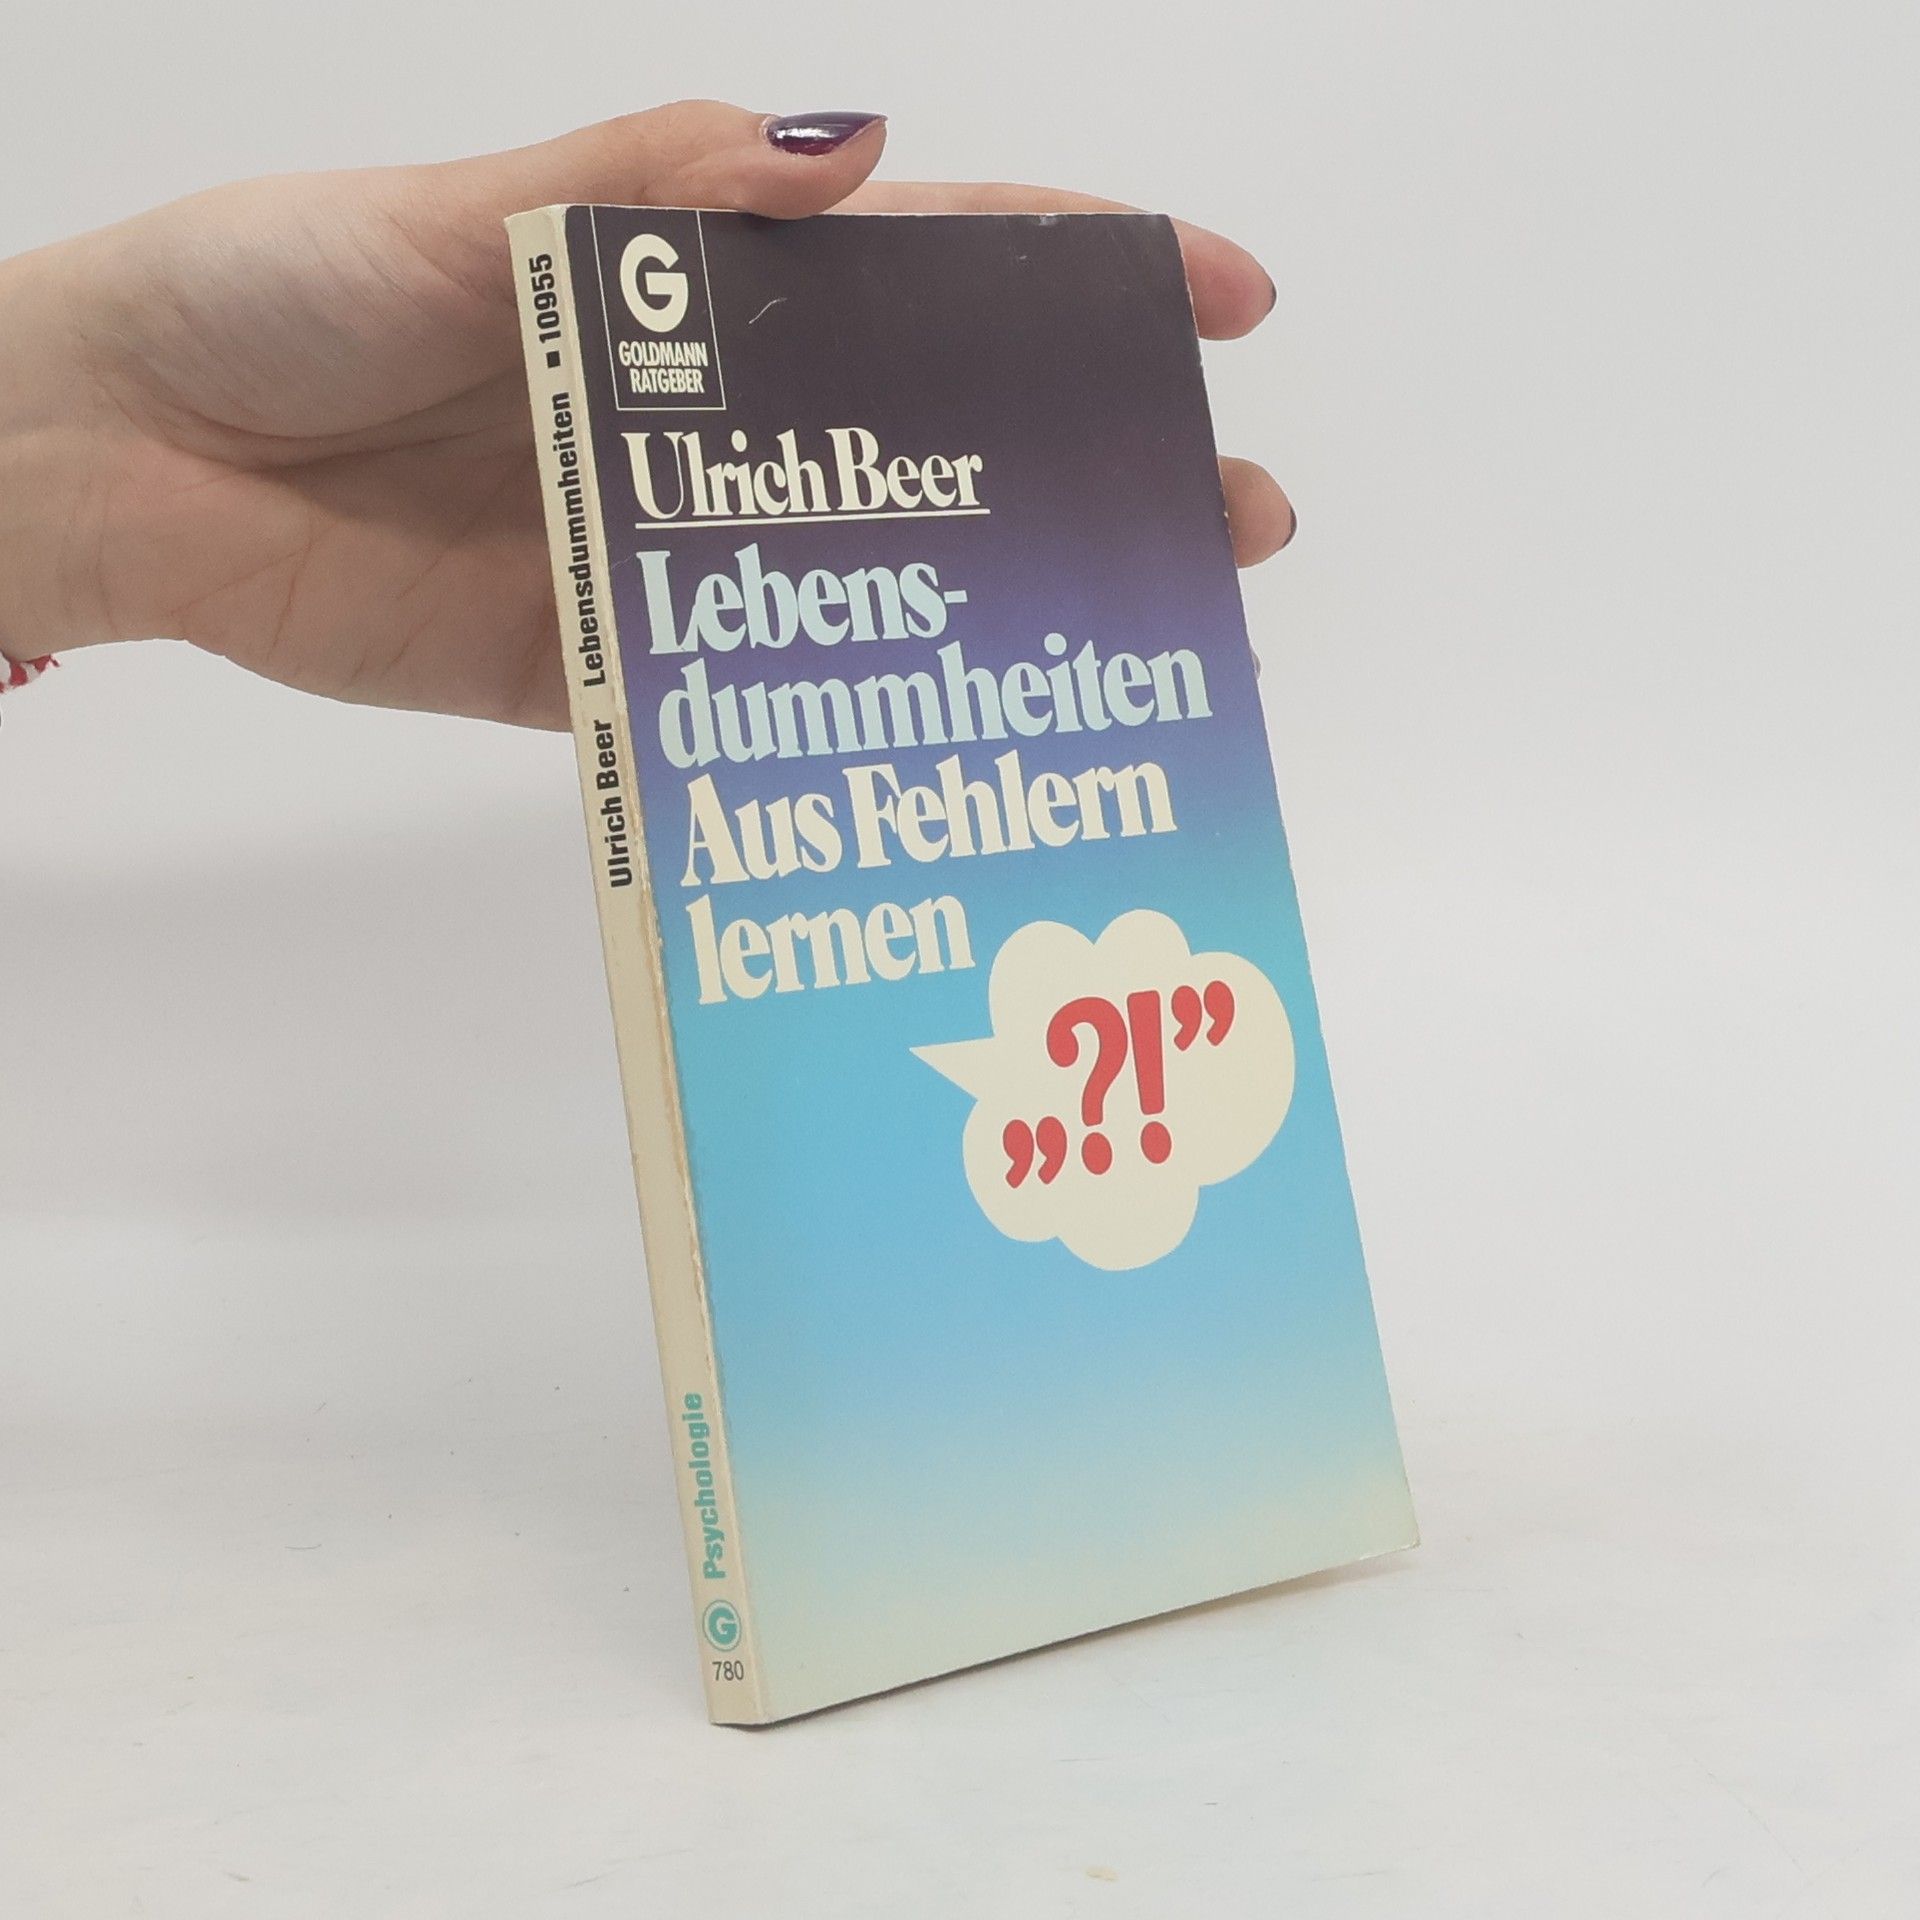 G
GOLDMANN
RATGEBER
Ulrich Beer
Lebens-
dummheiten
Aus Fehlern
lernen
„?!”
Ulrich Beer Lebensdummheiten ■ 10955
Psychologie
G
780